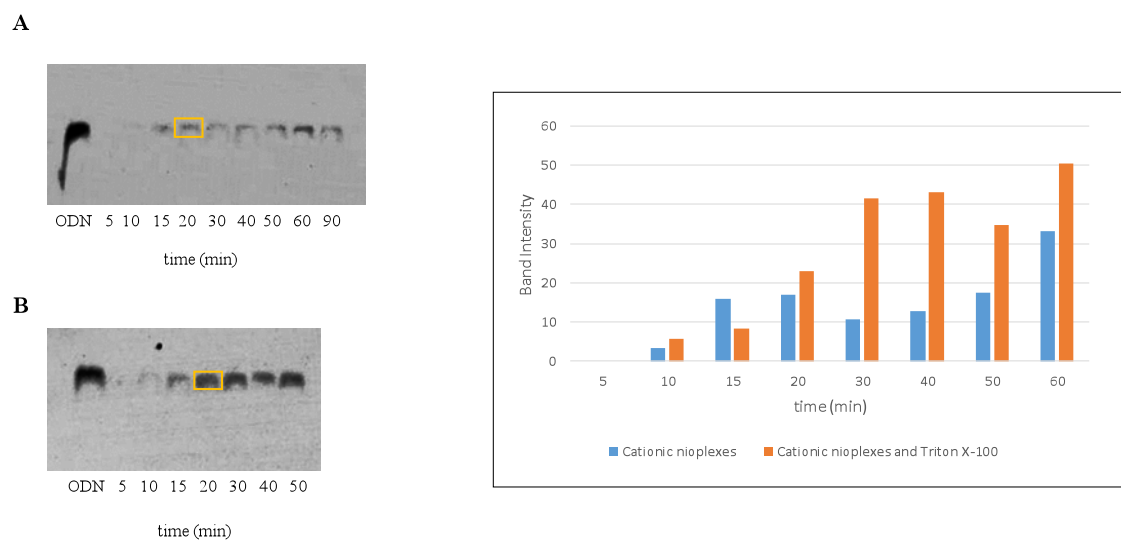 A
ODN 5 10 15 20 30 40 50 60 90
time (min)
B
ODN 5 10 15 20 30 40 50
time (min)
60
50
40
30
20
10
0
Band Intensity
5 10 15 20 30 40 50 60
time (min)
Cationic nioplexes Cationic nioplexes and Triton X-100